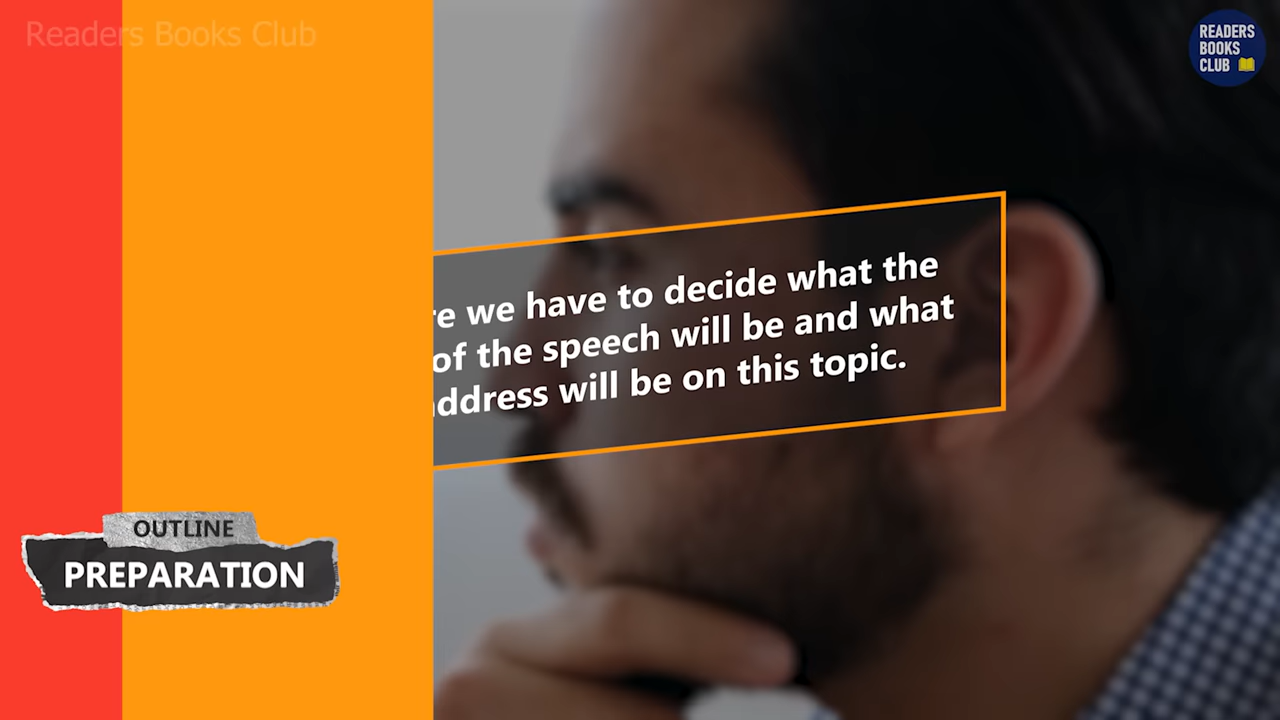 Readers Books Club
READERS
BOOKS
CLUB
we have to decide what the
of the speech will be and what
will be on this topic.
OUTLINE
PREPARATION